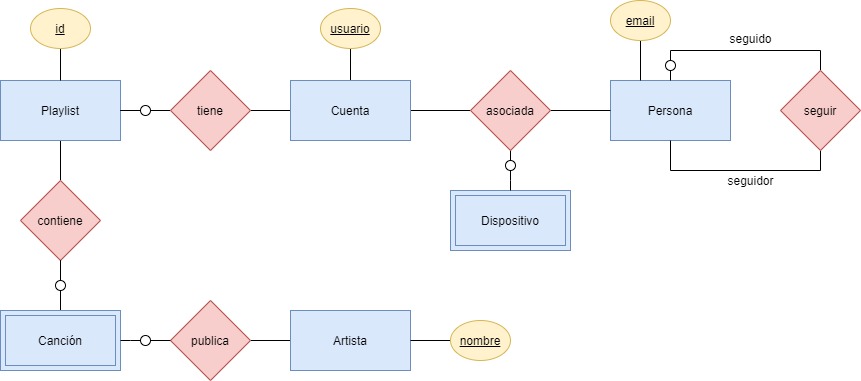 id
usuario
email
seguido
Playlist
tiene
Cuenta
asociada
Persona
seguir
seguidor
contiene
Dispositivo
Canción
publica
Artista
nombre